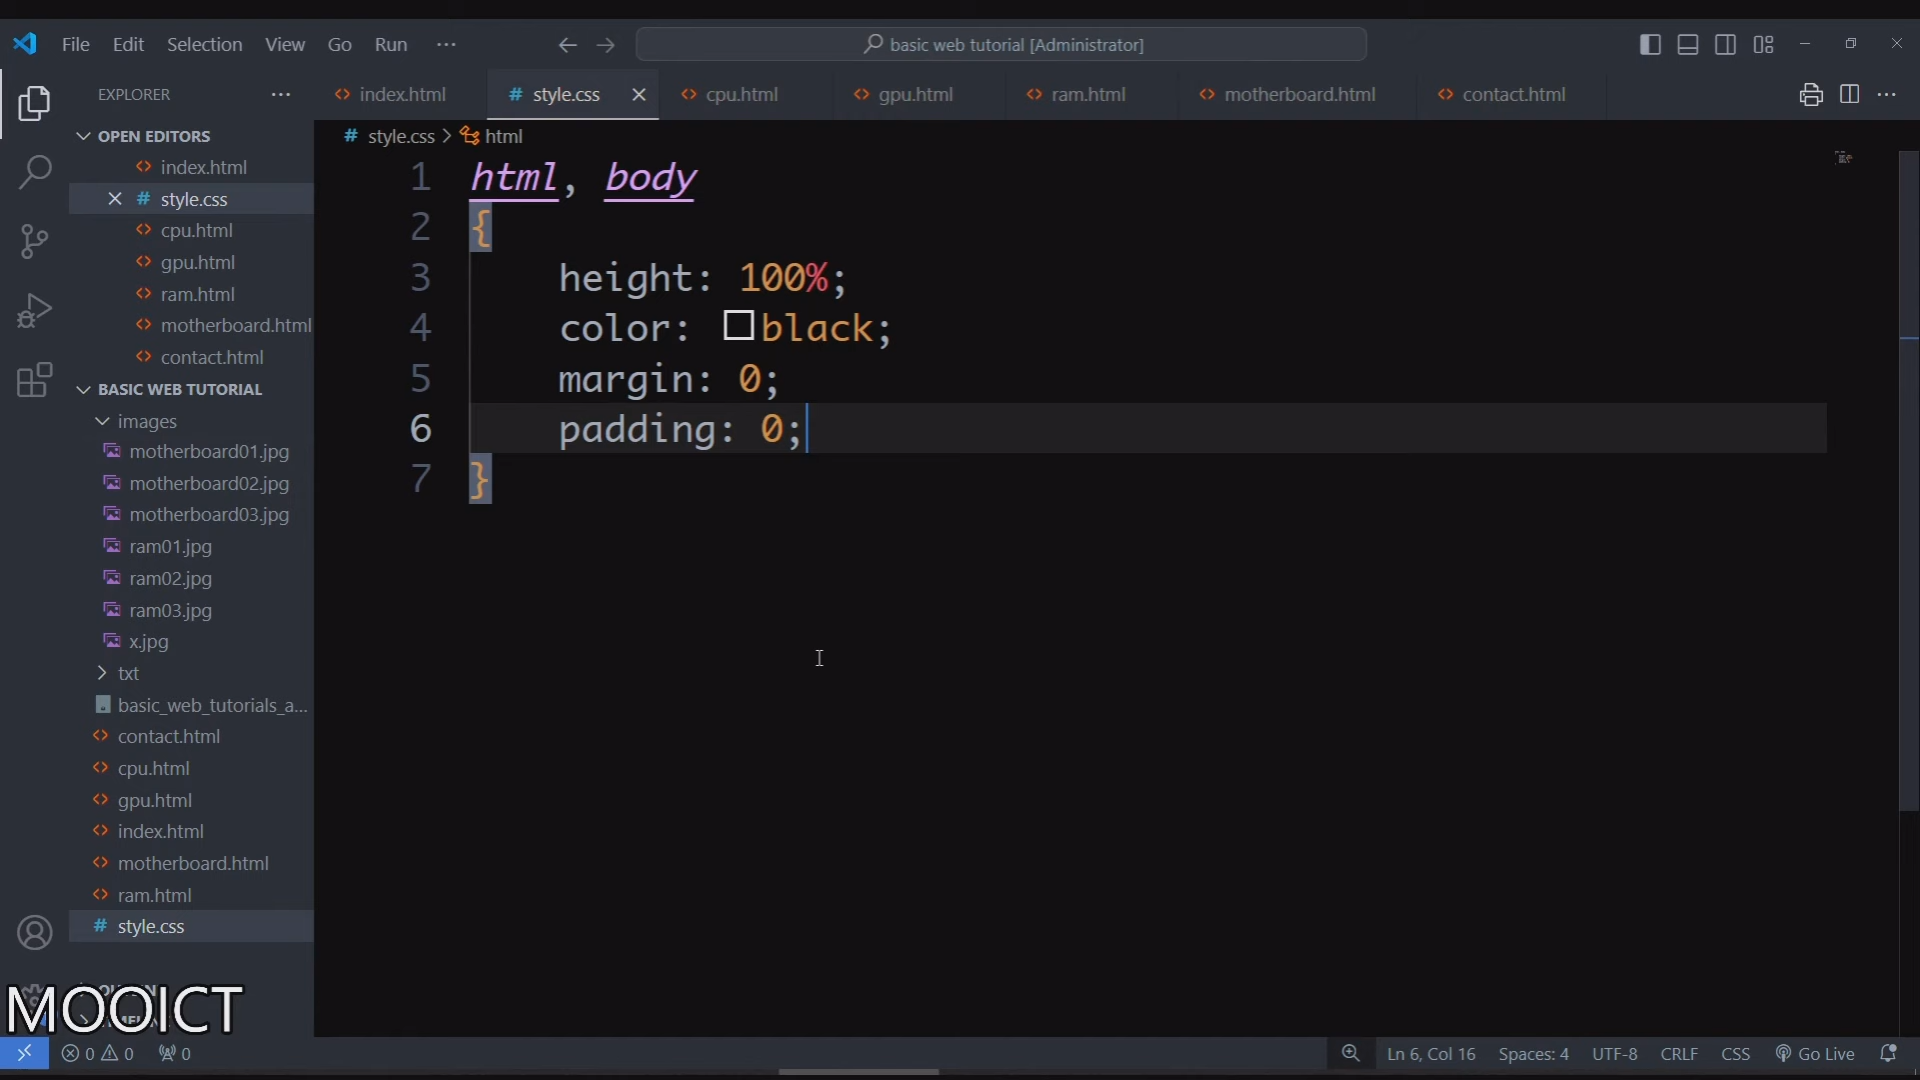 File Edit Selection View Go Run ··· basic web tutorial [Administrator]
EXPLORER ···
index.html # style.css cpu.html gpu.html ram.html motherboard.html contact.html ···
OPEN EDITORS
index.html
# style.css
cpu.html
gpu.html
ram.html
motherboard.html
contact.html
BASIC WEB TUTORIAL
images
motherboard01.jpg
motherboard02.jpg
motherboard03.jpg
ram01.jpg
ram02.jpg
ram03.jpg
x.jpg
txt
basic_web_tutorials_a...
contact.html
cpu.html
gpu.html
index.html
motherboard.html
ram.html
# style.css
# style.css > html
1 html, body
2 {
3 height: 100%;
4 color: black;
5 margin: 0;
6 padding: 0;
7 }
MOOICT
0 0 0 Ln 6, Col 16 Spaces: 4 UTF-8 CRLF CSS Go Live